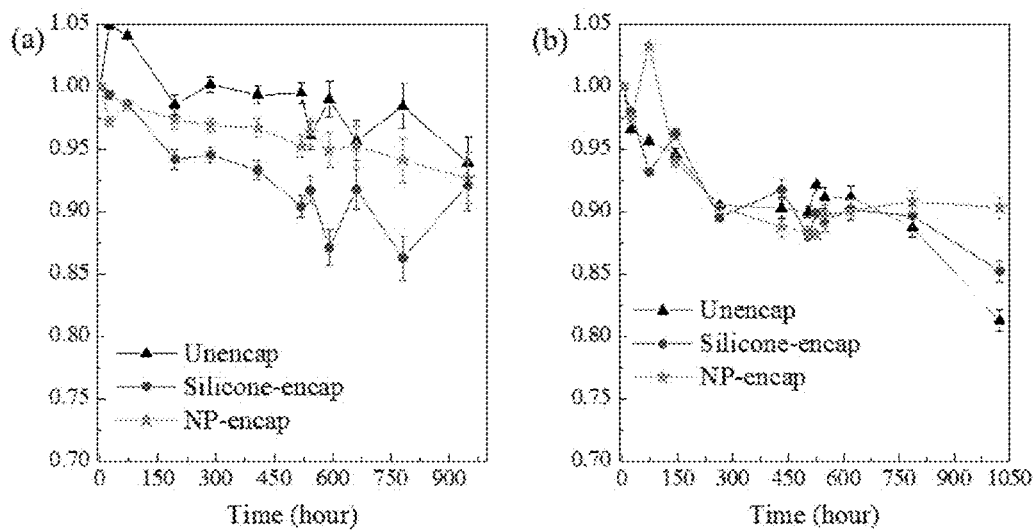 (a)
1.05
1.00
0.95
0.90
0.85
0.80
0.75
0.70
Unencap
Silicone-encap
NP-encap
0 150 300 450 600 750 900
Time (hour)
(b)
1.05
1.00
0.95
0.90
0.85
0.80
0.75
0.70
Unencap
Silicone-encap
NP-encap
0 150 300 450 600 750 900 1050
Time (hour)